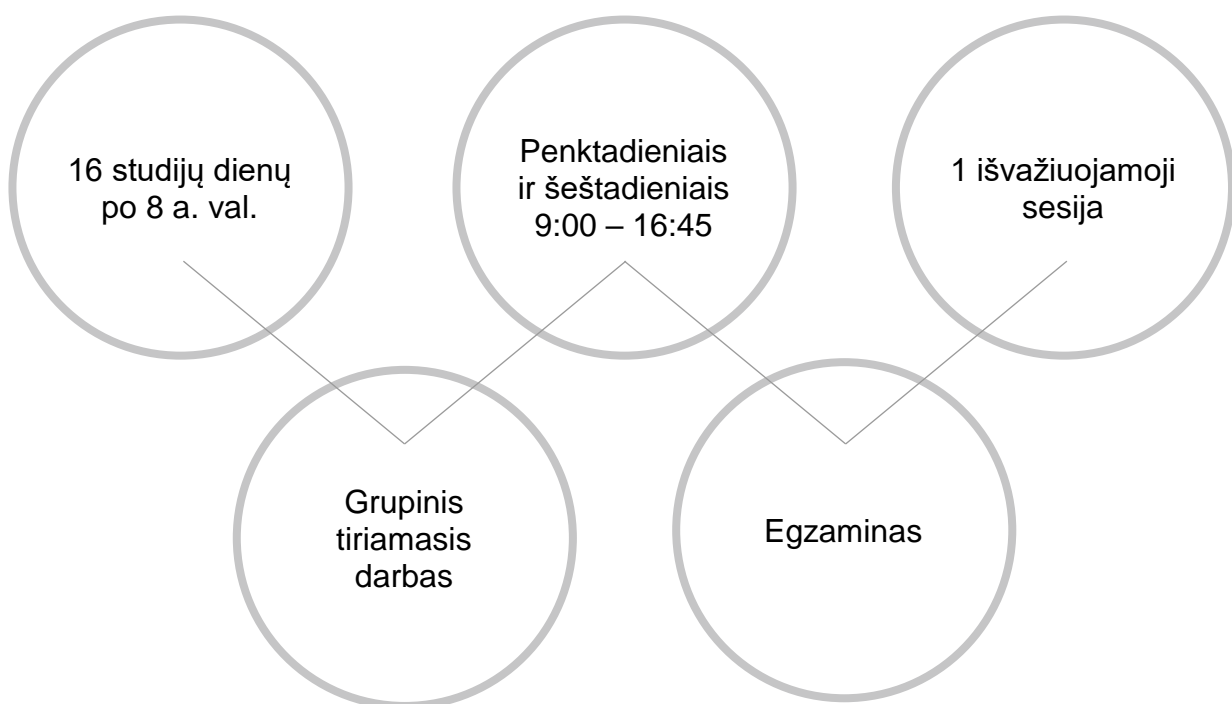 16 studijų dienų
po 8 a. val.
Penktadieniais
ir šeštadieniais
9:00 – 16:45
1 išvažiuojamoji
sesija
Grupinis
tiriamasis
darbas
Egzaminas